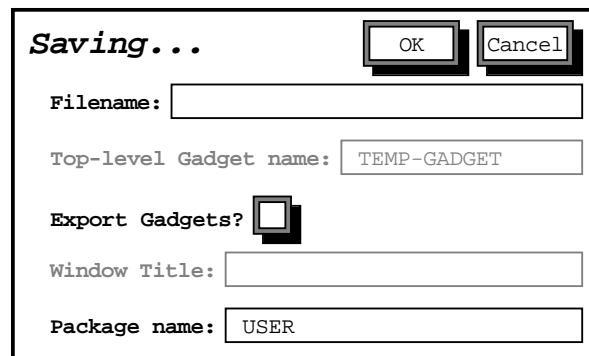 Saving... OK Cancel
Filename:
Top-level Gadget name: TEMP-GADGET
Export Gadgets?
Window Title:
Package name: USER